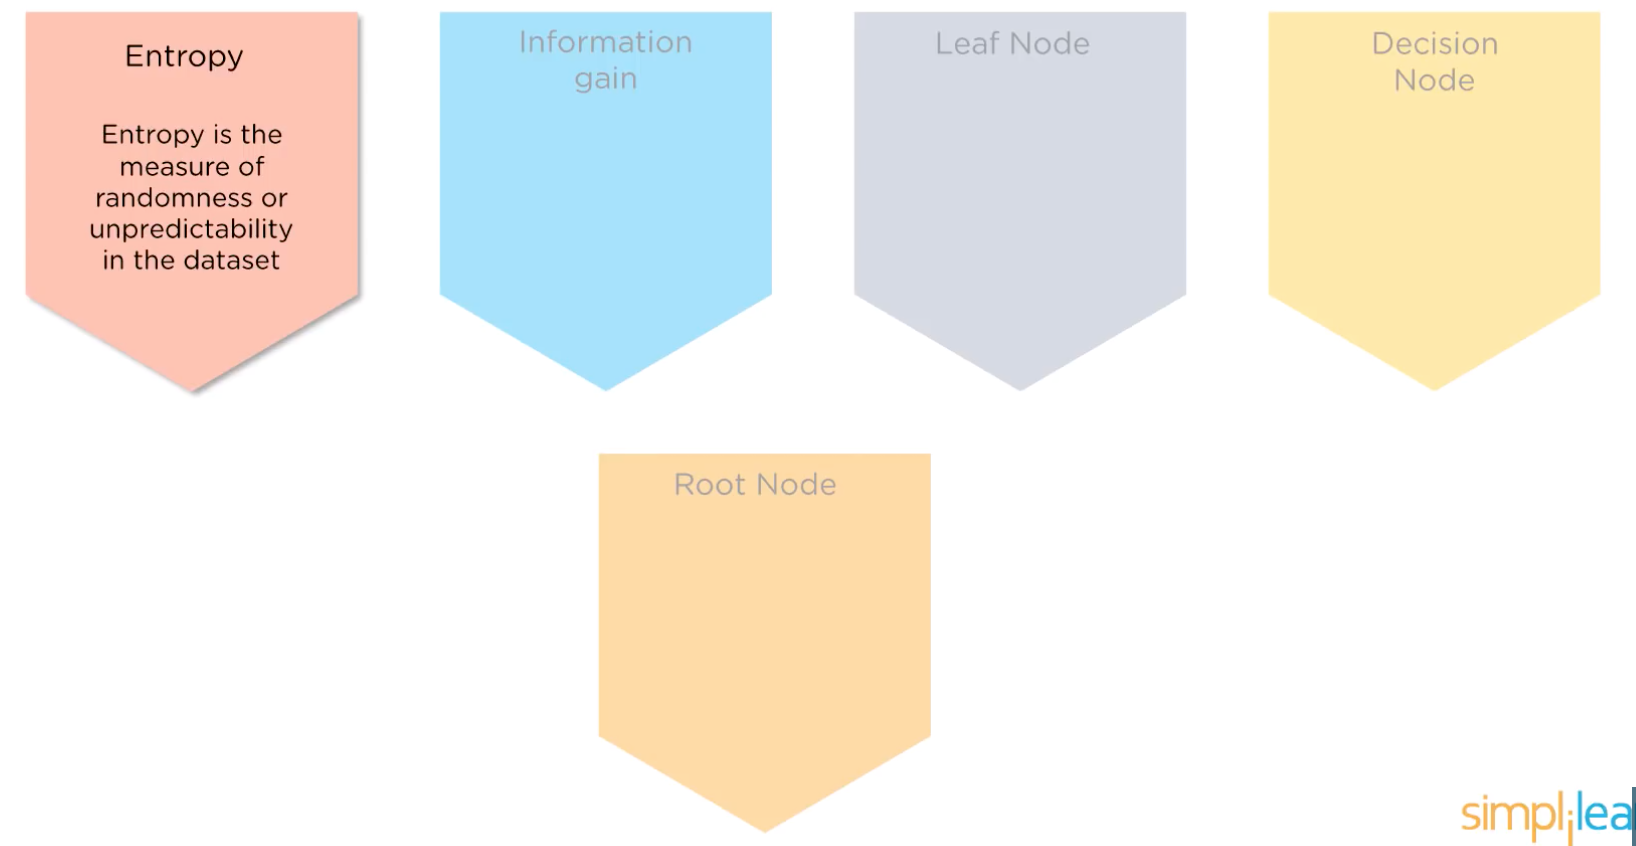 Entropy
Entropy is the
measure of
randomness or
unpredictability
in the dataset
Information
gain
Leaf Node
Decision
Node
Root Node
simplilea